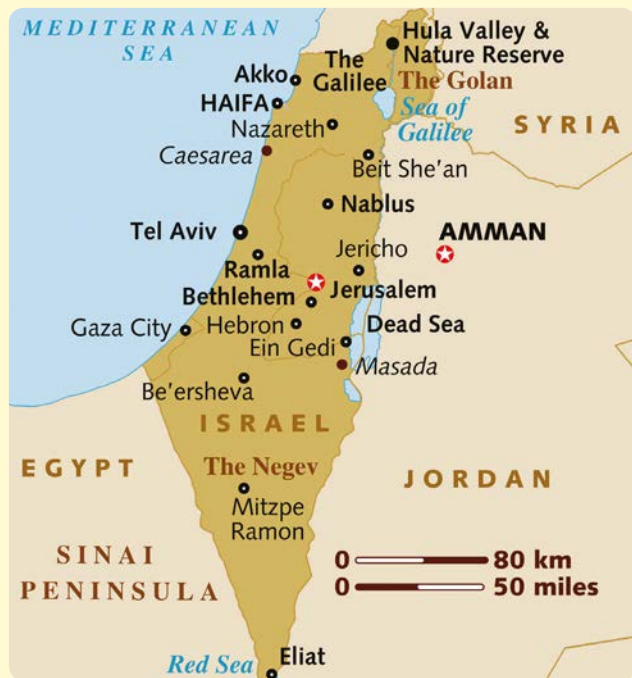 MEDITERRANEAN
SEA
Hula Valley &
Nature Reserve
The
Galilee
Akko
The Golan
HAIFA
Sea of
Galilee
Nazareth
SYRIA
Caesarea
Beit She'an
Nablus
Tel Aviv
AMMAN
Jericho
Ramla
Jerusalem
Bethlehem
Gaza City
Hebron
Dead Sea
Ein Gedi
Masada
Be'ersheva
ISRAEL
EGYPT
The Negev
JORDAN
Mitzpe
Ramon
SINAI
PENINSULA
0 80 km
0 50 miles
Red Sea
Eliat